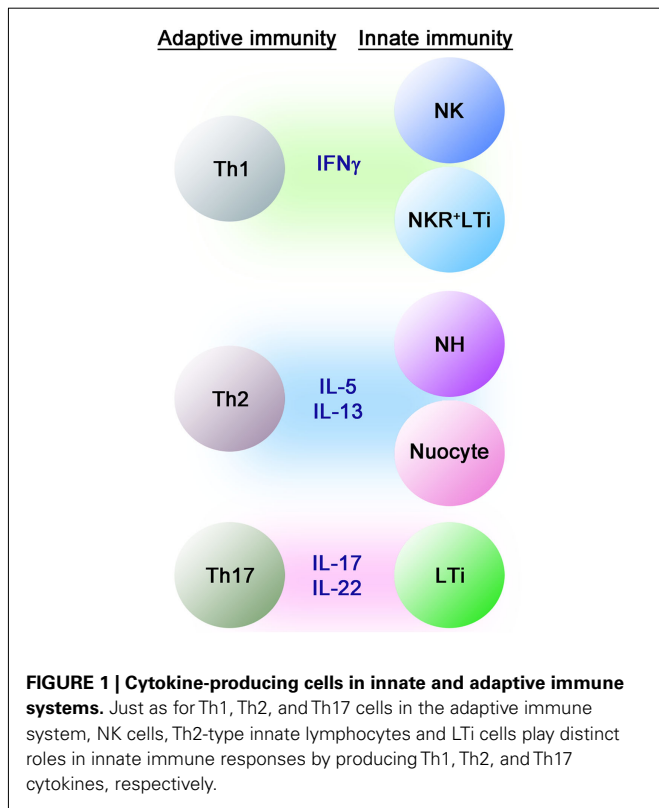 Adaptive immunity Innate immunity
NK
Th1 IFNγ
NKR⁺LTi
NH
Th2 IL-5
IL-13
Nuocyte
Th17 IL-17
IL-22 LTi
FIGURE 1 | Cytokine-producing cells in innate and adaptive immune
systems. Just as for Th1, Th2, and Th17 cells in the adaptive immune
system, NK cells, Th2-type innate lymphocytes and LTi cells play distinct
roles in innate immune responses by producing Th1, Th2, and Th17
cytokines, respectively.